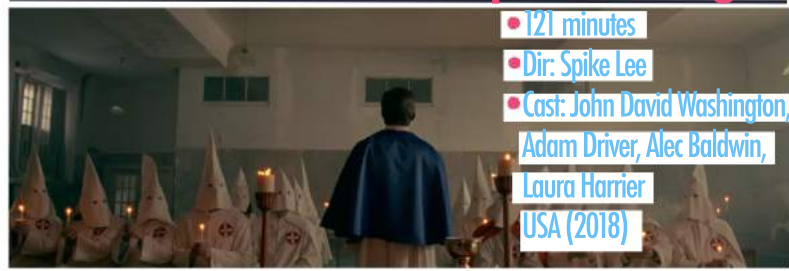 121 minutes
Dir: Spike Lee
Cast: John David Washington,
Adam Driver, Alec Baldwin,
Laura Harrier
USA (2018)